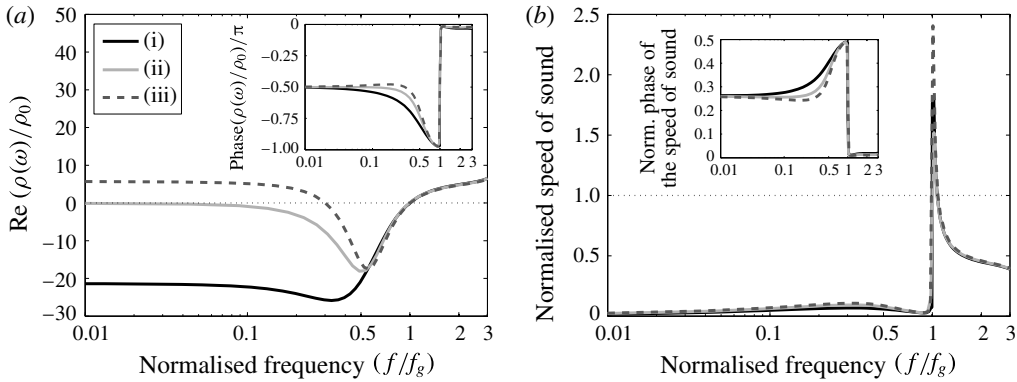 (a)
50
40
30
20
10
0
−10
−20
−30
Re (ρ(ω)/ρ0)
(i)
(ii)
(iii)
Phase(ρ(ω)/ρ0)/π
0
−0.25
−0.50
−0.75
−1.00
0.01 0.1 0.5 1 2 3
0.01 0.1 0.5 1 2 3
Normalised frequency (f/fg)
(b)
Normalised speed of sound
2.5
2.0
1.5
1.0
0.5
0
Norm. phase of
the speed of sound
0.5
0.4
0.3
0.2
0.1
0
0.01 0.1 0.5 1 2 3
0.01 0.1 0.5 1 2 3
Normalised frequency (f/fg)